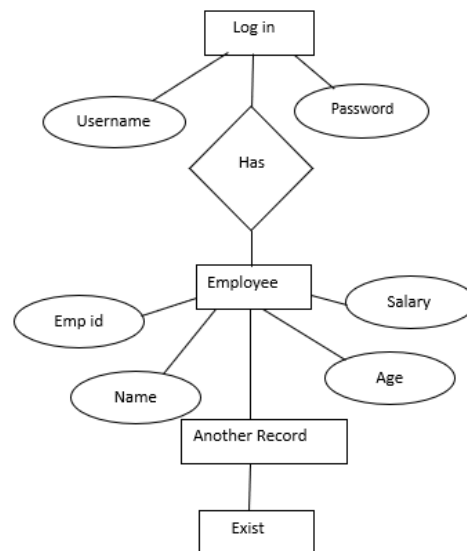 Log in
Username
Password
Has
Employee
Emp id
Salary
Name
Age
Another Record
Exist